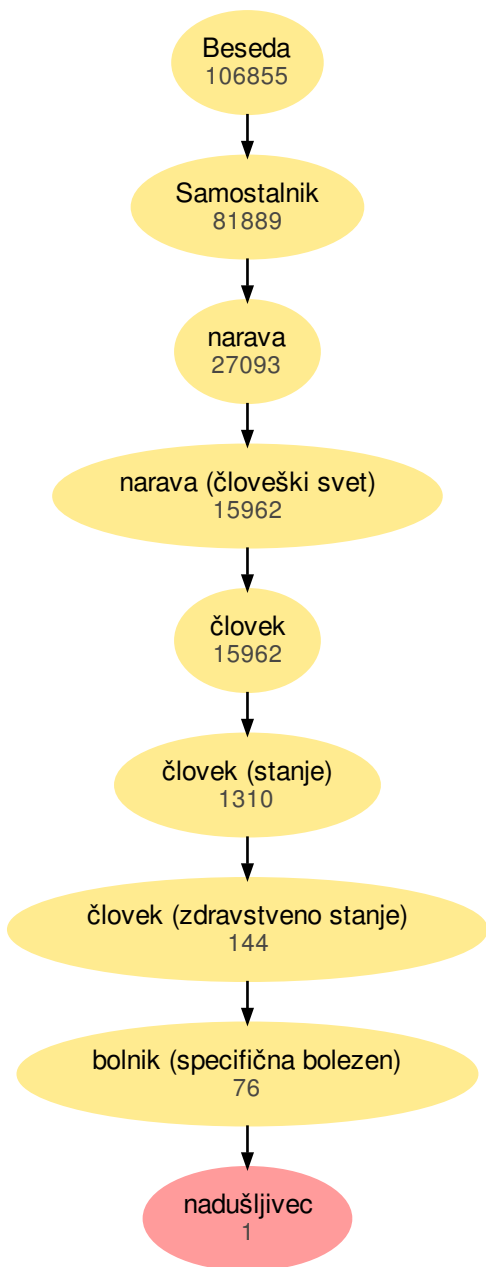 Beseda
106855
Samostalnik
81889
narava
27093
narava (človeški svet)
15962
človek
15962
človek (stanje)
1310
človek (zdravstveno stanje)
144
bolnik (specifična bolezen)
76
nadušljivec
1